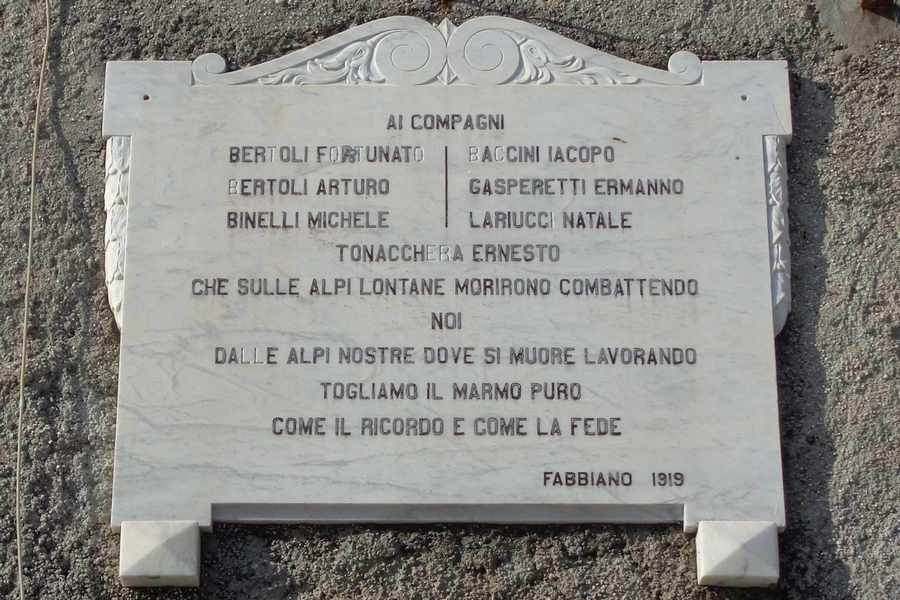 AI COMPAGNI
BERTOLI FORTUNATO BACCINI IACOPO
BERTOLI ARTURO GASPERETTI ERMANNO
BINELLI MICHELE LARIUCCI NATALE
TONACCHERA ERNESTO
CHE SULLE ALPI LONTANE MORIRONO COMBATTENDO
NOI
DALLE ALPI NOSTRE DOVE SI MUORE LAVORANDO
TOGLIAMO IL MARMO PURO
COME IL RICORDO E COME LA FEDE
FABBIANO 1919